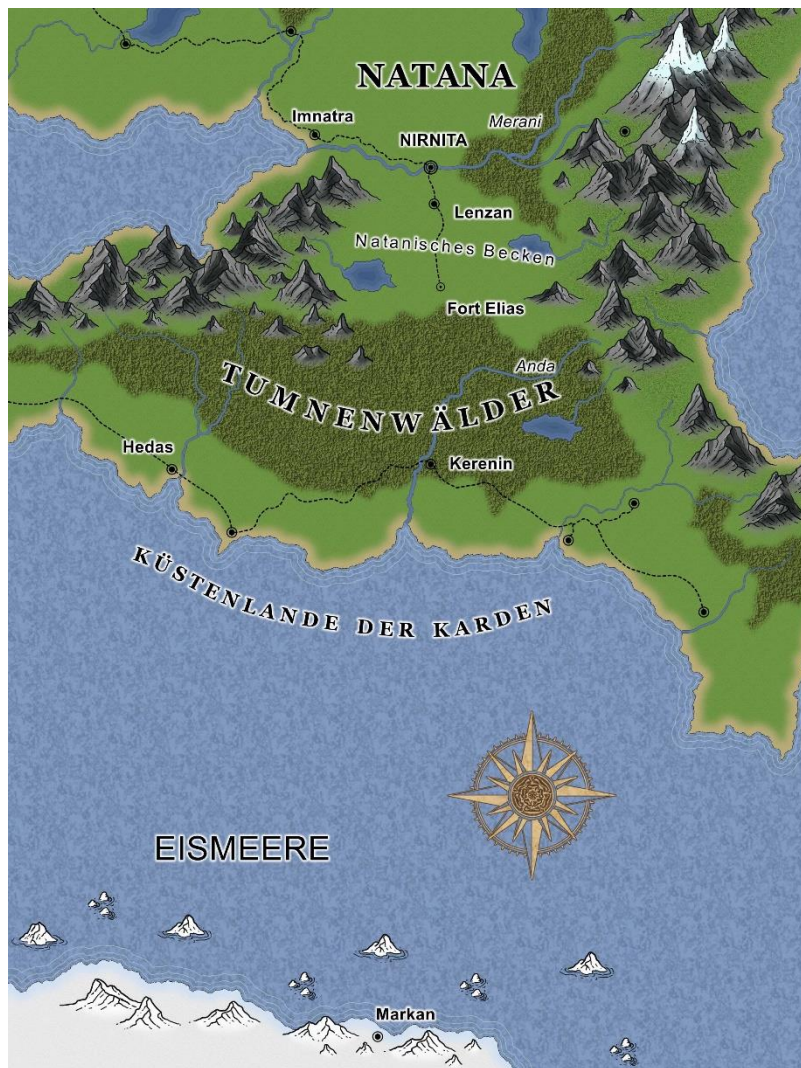 NATANA
Imnatra
Merani
NIRNITA
Lenzan
Natanisches Becken
Fort Elias
Anda
TUMNENWÄLDER
Hedas
Kerenin
KÜSTENLANDE DER KARDEN
EISMEERE
Markan